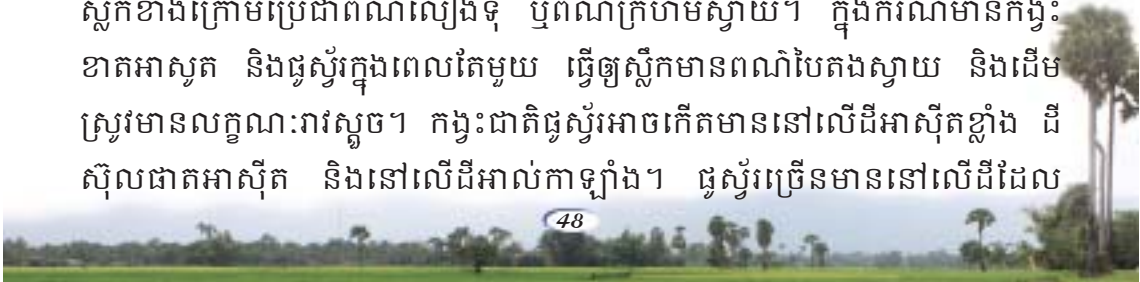 ស្លឹកខាងក្រោមប្រែជាពណ៌លឿងទុំ ឬពណ៌ក្រហមស្វាយ។ ក្នុងករណីមានកង្វះ
ខាតអាសូត និងផូស្វ័រក្នុងពេលតែមួយ ធ្វើឲ្យស្លឹកមានពណ៌បៃតងស្វាយ និងដើម
ស្រូវមានលក្ខណៈរាវស្តូច។ កង្វះជាតិផូស្វ័រអាចកើតមាននៅលើដីអាស៊ីតខ្លាំង ដី
ស៊ុលផាតអាស៊ីត និងនៅលើដីអាល់កាឡាំង។ ផូស្វ័រច្រើនមាននៅលើដីដែល
48